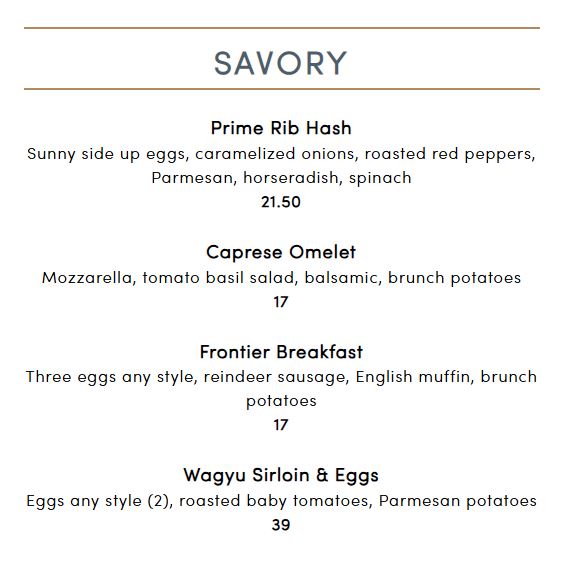 SAVORY
Prime Rib Hash
Sunny side up eggs, caramelized onions, roasted red peppers,
Parmesan, horseradish, spinach
21.50
Caprese Omelet
Mozzarella, tomato basil salad, balsamic, brunch potatoes
17
Frontier Breakfast
Three eggs any style, reindeer sausage, English muffin, brunch
potatoes
17
Wagyu Sirloin & Eggs
Eggs any style (2), roasted baby tomatoes, Parmesan potatoes
39